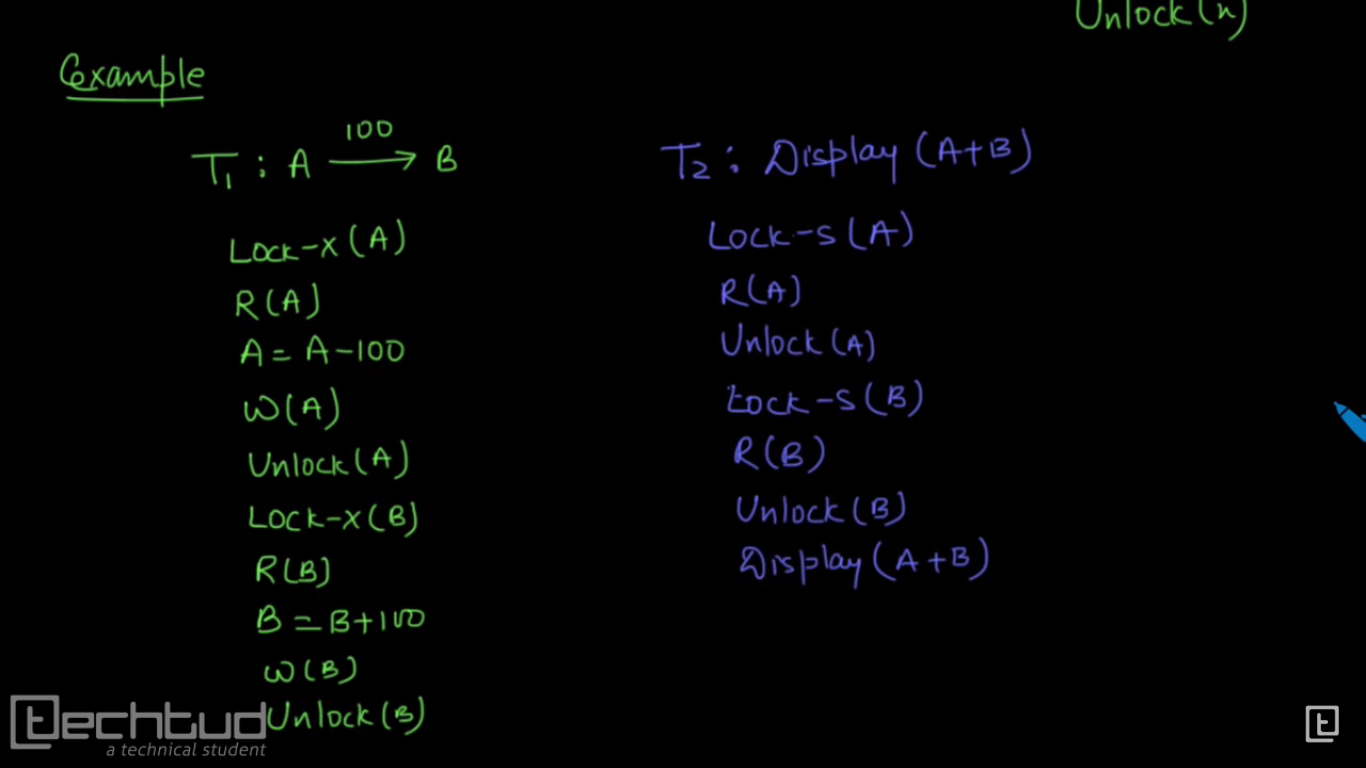 Unlock(x)
Example
T1 : A 100 → B
Lock-X(A)
R(A)
A = A-100
W(A)
Unlock(A)
Lock-X(B)
R(B)
B = B+100
W(B)
Unlock(B)
T2 : Display (A+B)
Lock-S(A)
R(A)
Unlock(A)
Lock-S(B)
R(B)
Unlock(B)
Display(A+B)
techtud
a technical student
t